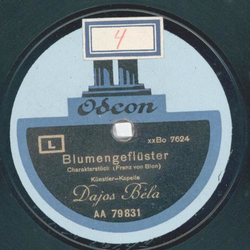 4
Odeon
xxBo 7624
L
Blumengeflüster
Charakterstück (Franz von Blon)
Künstler-Kapelle
Dajos Béla
AA 79831